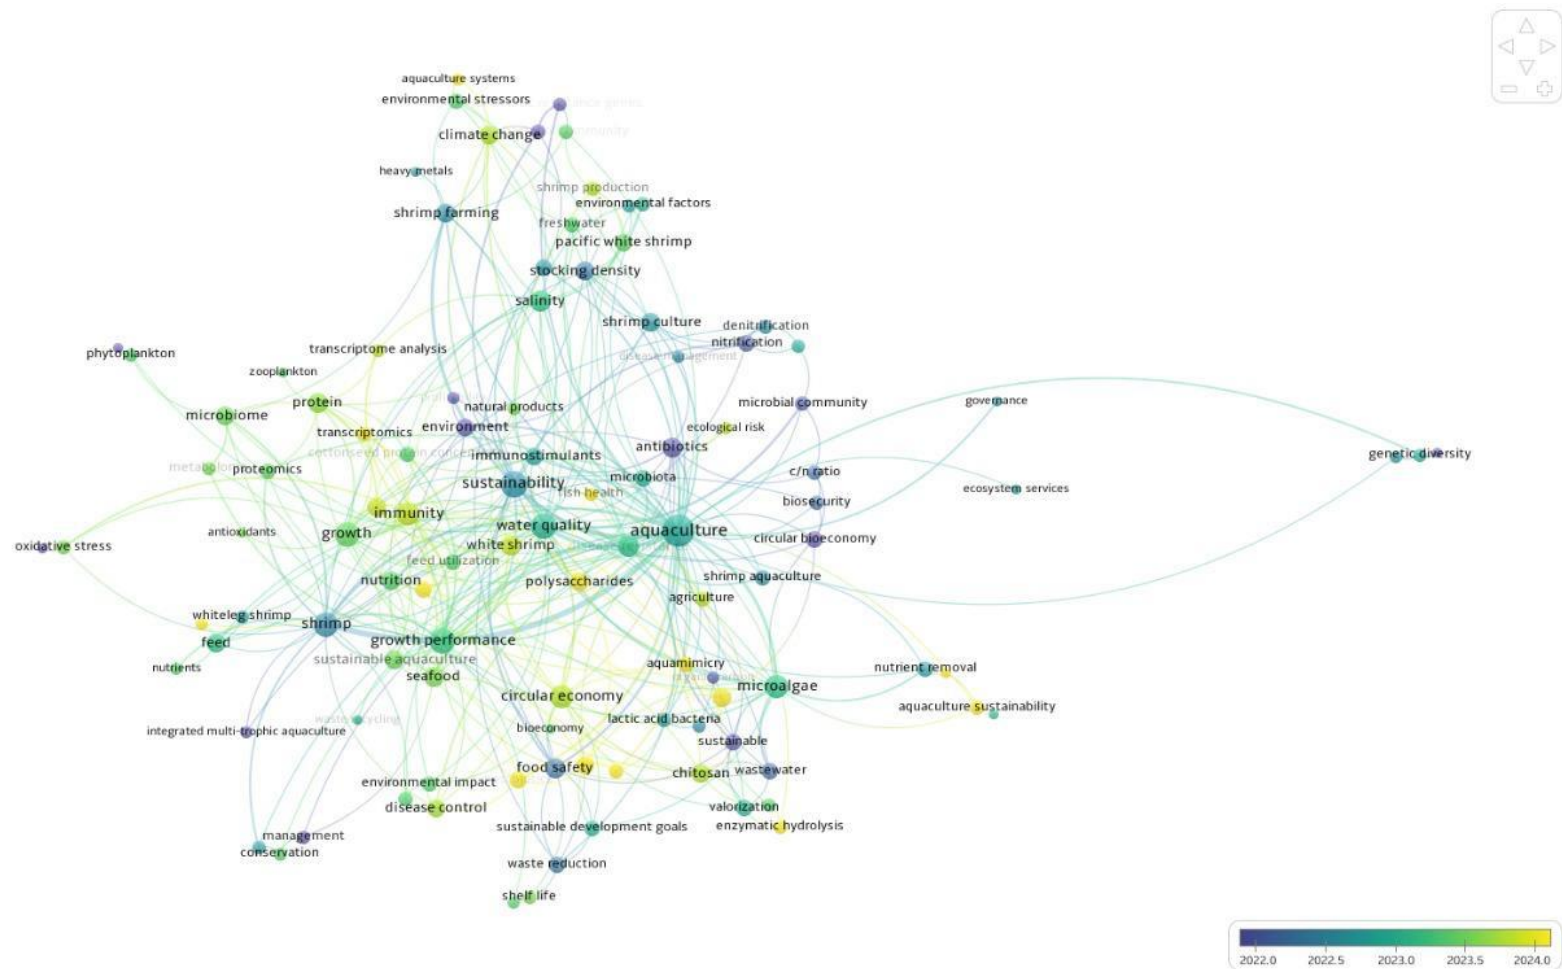 aquaculture systems
environmental stressors
climate change
heavy metals
shrimp production
environmental factors
shrimp farming
freshwater
pacific white shrimp
stocking density
salinity
shrimp culture
denitrification
nitrification
transcriptome analysis
phytoplankton
disease management
zooplankton
protein
natural products
microbial community
governance
microbiome
environment
ecological risk
transcriptomics
antibiotics
cottonseed protein
immunostimulants
genetic diversity
proteomics
microbiota
c/n ratio
sustainability
fish health
ecosystem services
biosecurity
immunity
water quality
aquaculture
antioxidants
growth
circular bioeconomy
oxidative stress
white shrimp
feed utilization
nutrition
polysaccharides
shrimp aquaculture
agriculture
whiteleg shrimp
shrimp
feed
growth performance
sustainable aquaculture
aquamimicry
nutrient removal
nutrients
seafood
microalgae
circular economy
aquaculture sustainability
lactic acid bacteria
integrated multi-trophic aquaculture
bioeconomy
sustainable
food safety
chitosan
wastewater
environmental impact
disease control
valorization
sustainable development goals
enzymatic hydrolysis
management
conservation
waste reduction
shelf life
2022.0 2022.5 2023.0 2023.5 2024.0